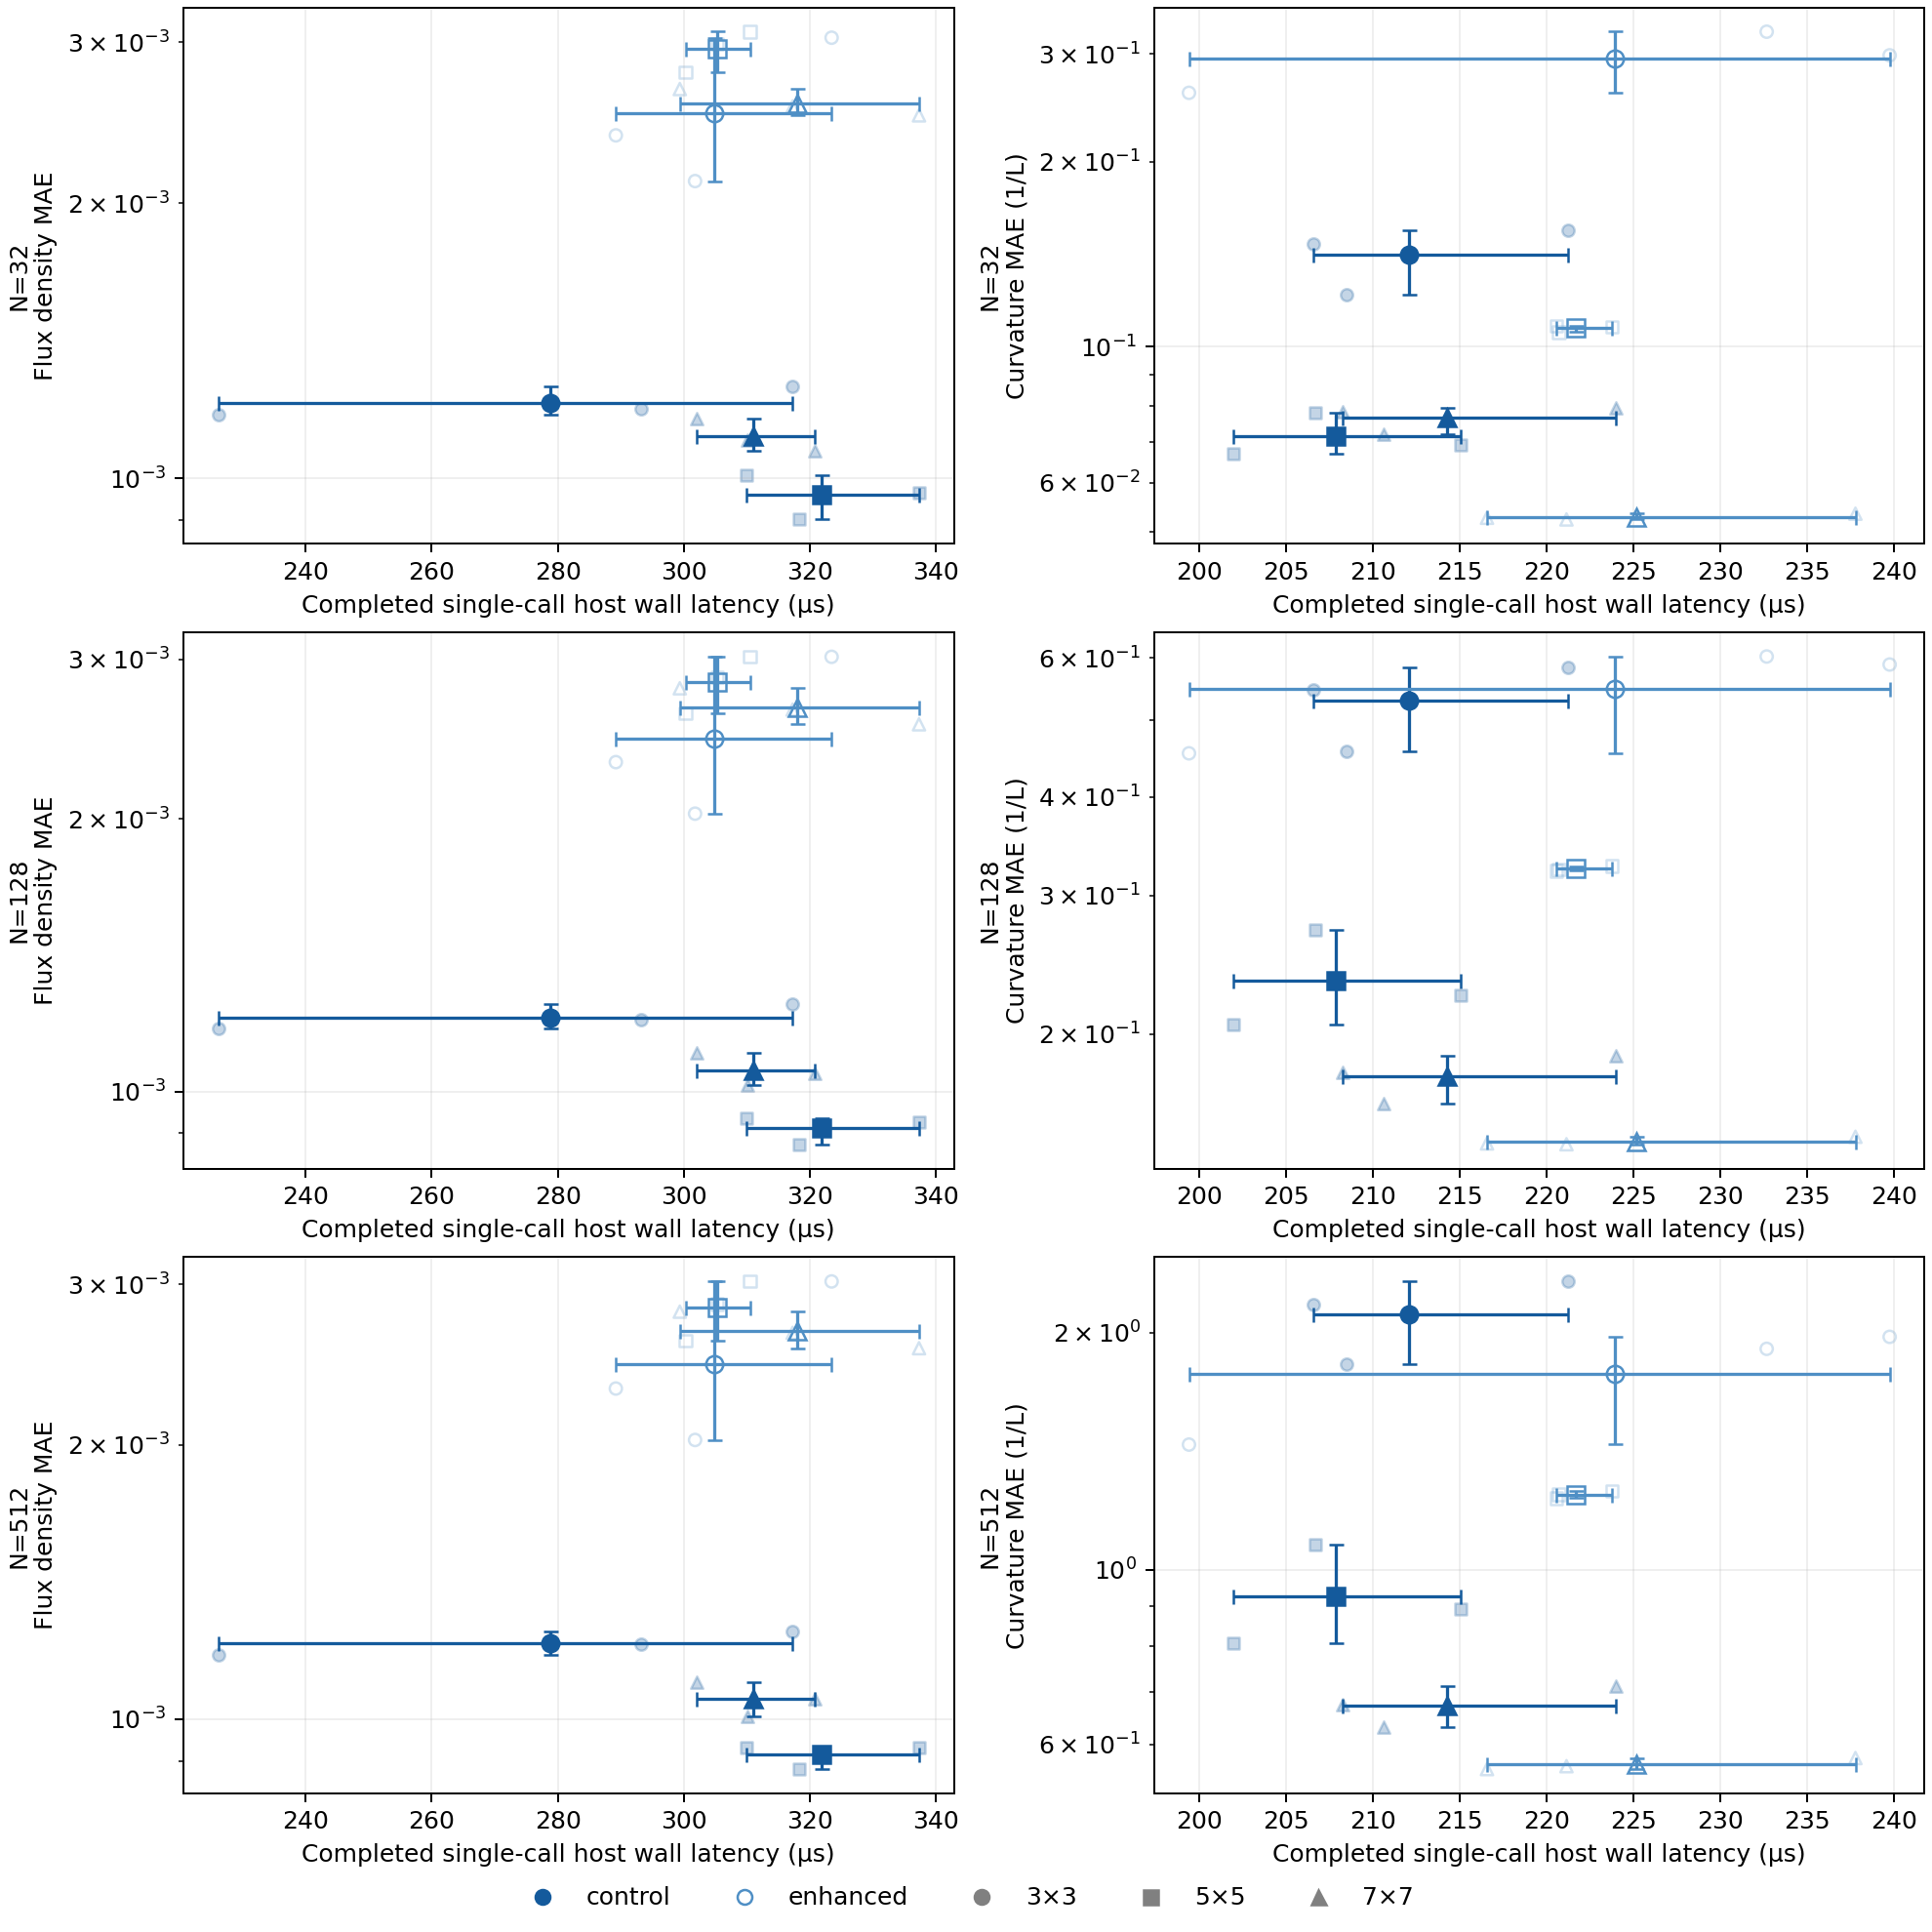 N=32
Flux density MAE
3×10⁻³
2×10⁻³
10⁻³
240 260 280 300 320 340
Completed single-call host wall latency (µs)
N=32
Curvature MAE (1/L)
3×10⁻¹
2×10⁻¹
10⁻¹
6×10⁻²
200 205 210 215 220 225 230 235 240
Completed single-call host wall latency (µs)
N=128
Flux density MAE
3×10⁻³
2×10⁻³
10⁻³
240 260 280 300 320 340
Completed single-call host wall latency (µs)
N=128
Curvature MAE (1/L)
6×10⁻¹
4×10⁻¹
3×10⁻¹
2×10⁻¹
200 205 210 215 220 225 230 235 240
Completed single-call host wall latency (µs)
N=512
Flux density MAE
3×10⁻³
2×10⁻³
10⁻³
240 260 280 300 320 340
Completed single-call host wall latency (µs)
N=512
Curvature MAE (1/L)
2×10⁰
10⁰
6×10⁻¹
200 205 210 215 220 225 230 235 240
Completed single-call host wall latency (µs)
control enhanced 3×3 5×5 7×7